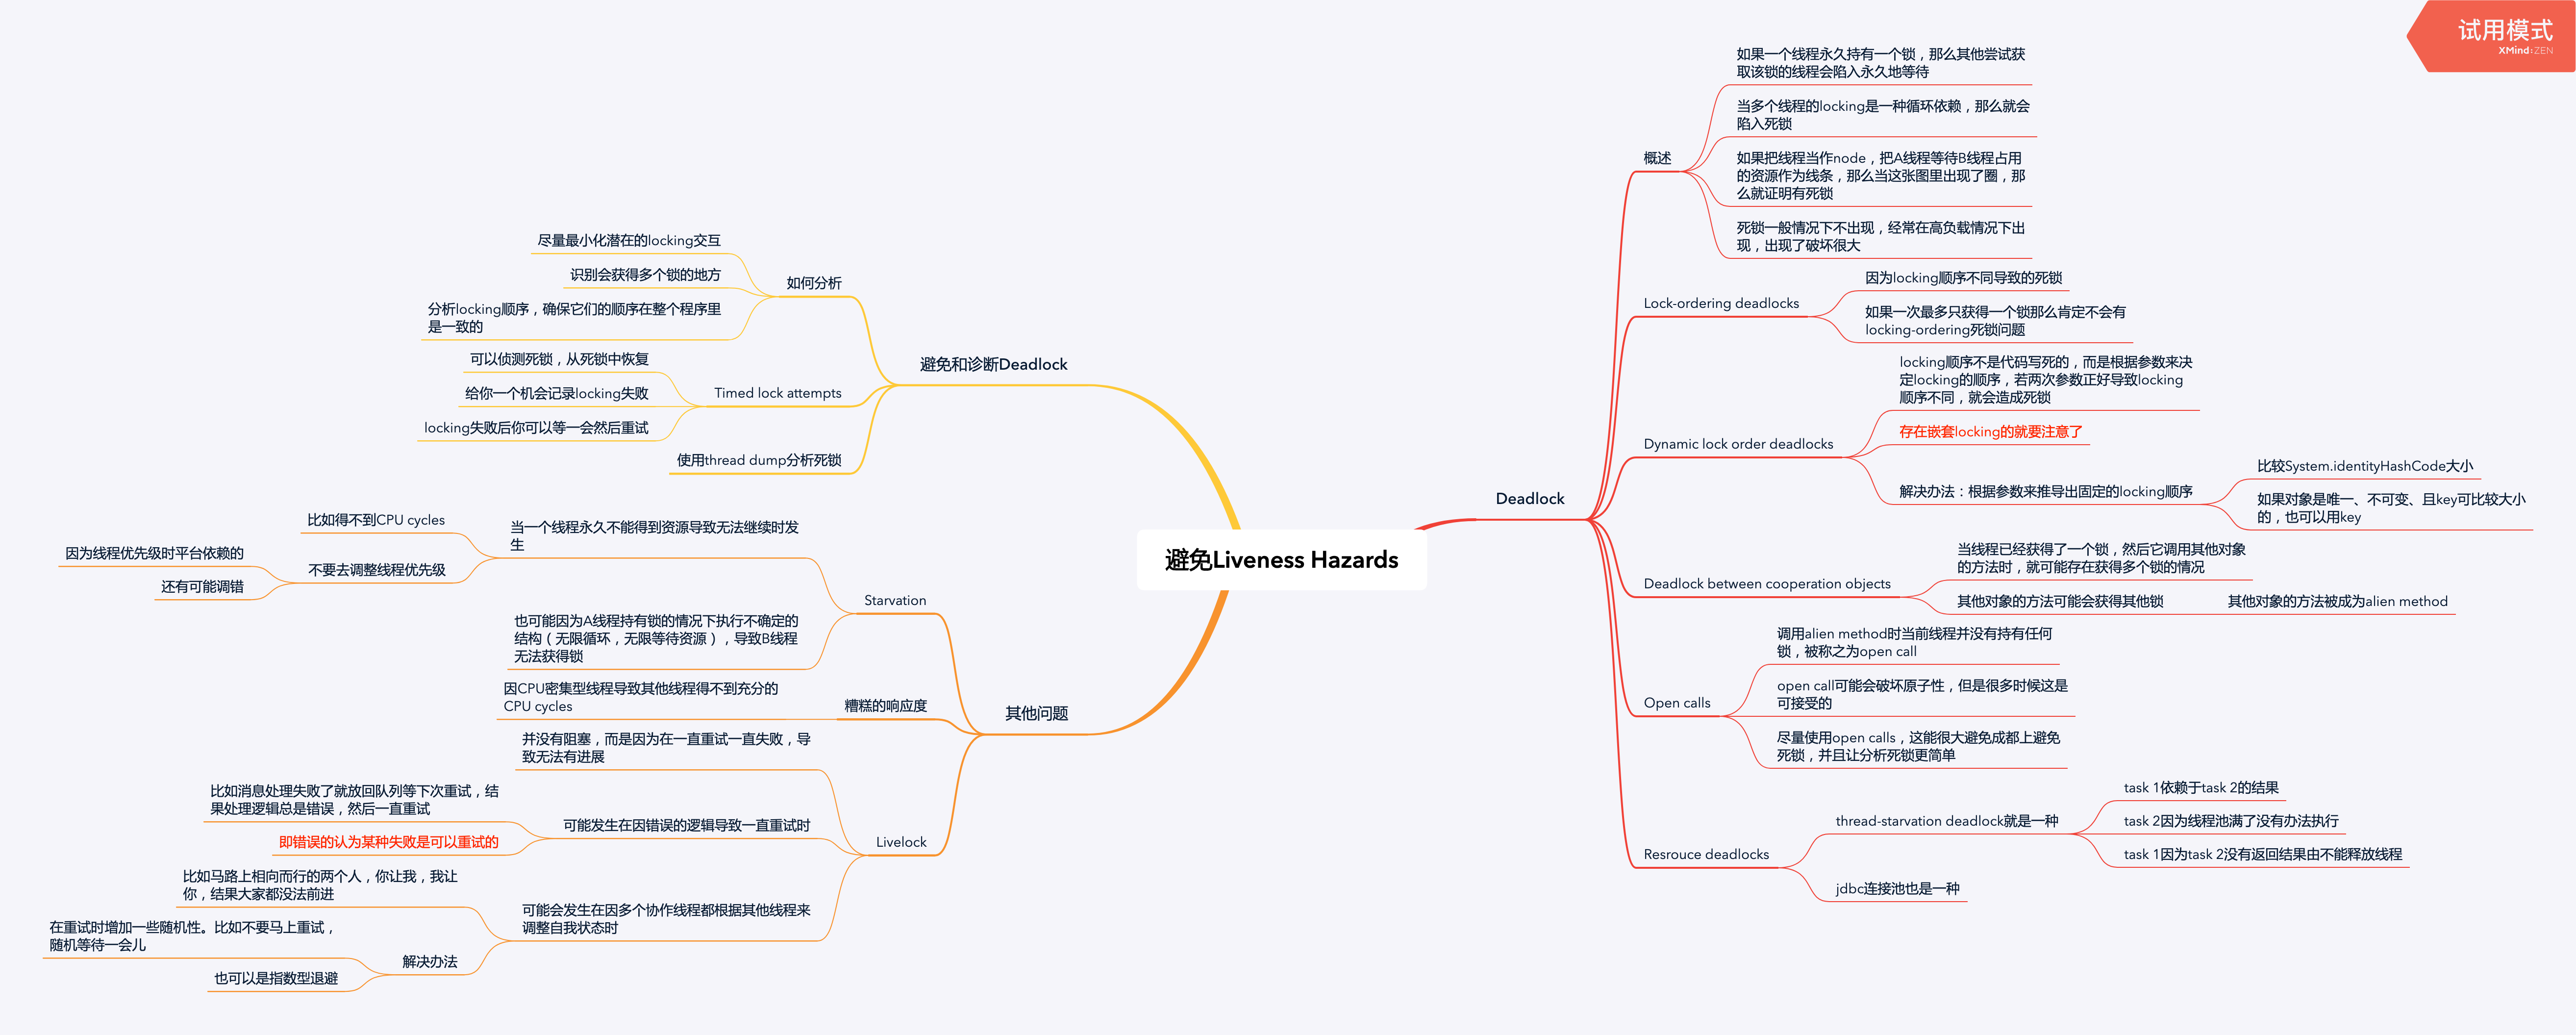 试用模式
XMind:ZEN
避免Liveness Hazards
Deadlock
概述
如果一个线程永久持有一个锁，那么其他尝试获
取该锁的线程会陷入永久地等待
当多个线程的locking是一种循环依赖，那么就会
陷入死锁
如果把线程当作node，把A线程等待B线程占用
的资源作为线条，那么当这张图里出现了圈，那
么就证明有死锁
死锁一般情况下不出现，经常在高负载情况下出
现，出现了破坏很大
Lock-ordering deadlocks
因为locking顺序不同导致的死锁
如果一次最多只获得一个锁那么肯定不会有
locking-ordering死锁问题
Dynamic lock order deadlocks
locking顺序不是代码写死的，而是根据参数来决
定locking的顺序，若两次参数正好导致locking
顺序不同，就会造成死锁
存在嵌套locking的就要注意了
解决办法：根据参数来推导出固定的locking顺序
比较System.identityHashCode大小
如果对象是唯一、不可变、且key可比较大小
的，也可以用key
Deadlock between cooperation objects
当线程已经获得了一个锁，然后它调用其他对象
的方法时，就可能存在获得多个锁的情况
其他对象的方法可能会获得其他锁
其他对象的方法被成为alien method
Open calls
调用alien method时当前线程并没有持有任何
锁，被称之为open call
open call可能会破坏原子性，但是很多时候这是
可接受的
尽量使用open calls，这能很大避免成都上避免
死锁，并且让分析死锁更简单
Resrouce deadlocks
thread-starvation deadlock就是一种
task 1依赖于task 2的结果
task 2因为线程池满了没有办法执行
task 1因为task 2没有返回结果由不能释放线程
jdbc连接池也是一种
避免和诊断Deadlock
如何分析
尽量最小化潜在的locking交互
识别会获得多个锁的地方
分析locking顺序，确保它们的顺序在整个程序里
是一致的
Timed lock attempts
可以侦测死锁，从死锁中恢复
给你一个机会记录locking失败
locking失败后你可以等一会然后重试
使用thread dump分析死锁
其他问题
Starvation
当一个线程永久不能得到资源导致无法继续时发
生
比如得不到CPU cycles
不要去调整线程优先级
因为线程优先级时平台依赖的
还有可能调错
也可能因为A线程持有锁的情况下执行不确定的
结构（无限循环，无限等待资源），导致B线程
无法获得锁
糟糕的响应度
因CPU密集型线程导致其他线程得不到充分的
CPU cycles
Livelock
并没有阻塞，而是因为在一直重试一直失败，导
致无法有进展
可能发生在因错误的逻辑导致一直重试时
比如消息处理失败了就放回队列等下次重试，结
果处理逻辑总是错误，然后一直重试
即错误的认为某种失败是可以重试的
可能会发生在因多个协作线程都根据其他线程来
调整自我状态时
比如马路上相向而行的两个人，你让我，我让
你，结果大家都没法前进
解决办法
在重试时增加一些随机性。比如不要马上重试，
随机等待一会儿
也可以是指数型退避